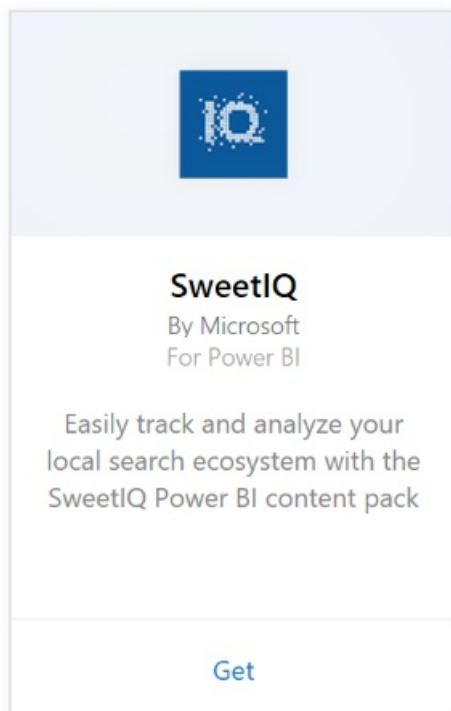 IQ
SweetIQ
By Microsoft
For Power BI
Easily track and analyze your
local search ecosystem with the
SweetIQ Power BI content pack
Get